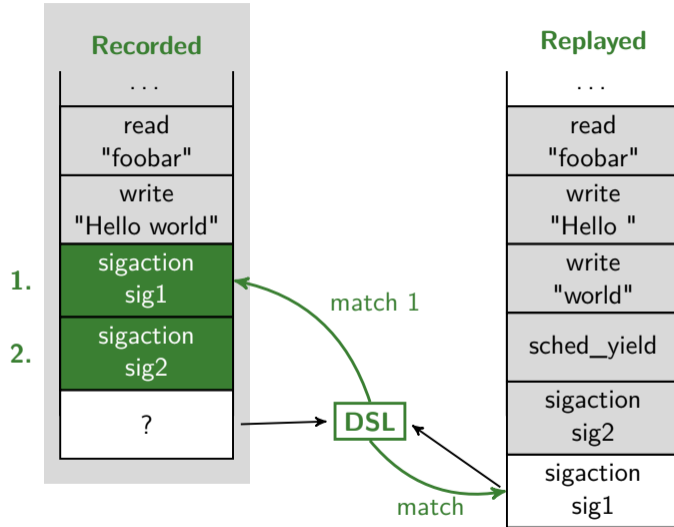 Recorded
. . .
read
"foobar"
write
"Hello world"
1.
sigaction
sig1
2.
sigaction
sig2
?
match 1
DSL
match
Replayed
. . .
read
"foobar"
write
"Hello "
write
"world"
sched_yield
sigaction
sig2
sigaction
sig1